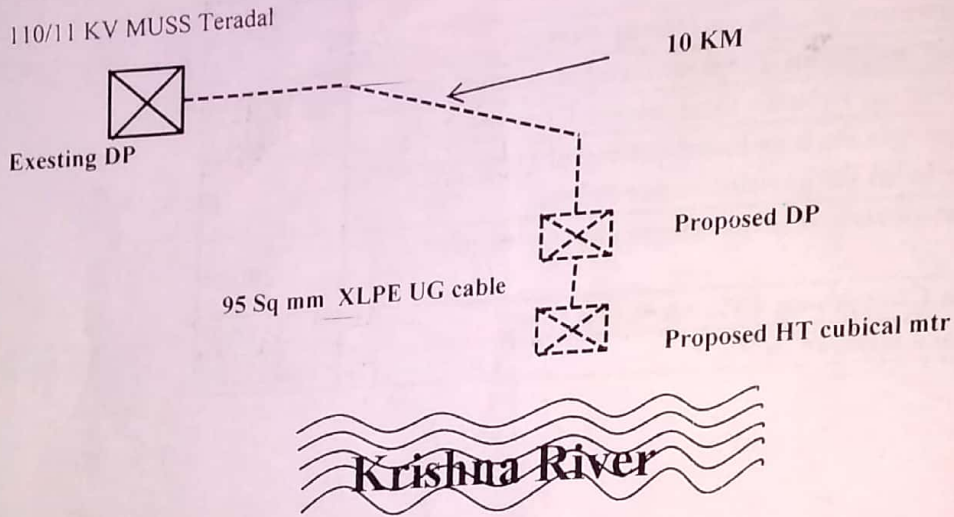 110/11 KV MUSS Teradal
10 KM
Exesting DP
Proposed DP
95 Sq mm XLPE UG cable
Proposed HT cubical mtr
Krishna River